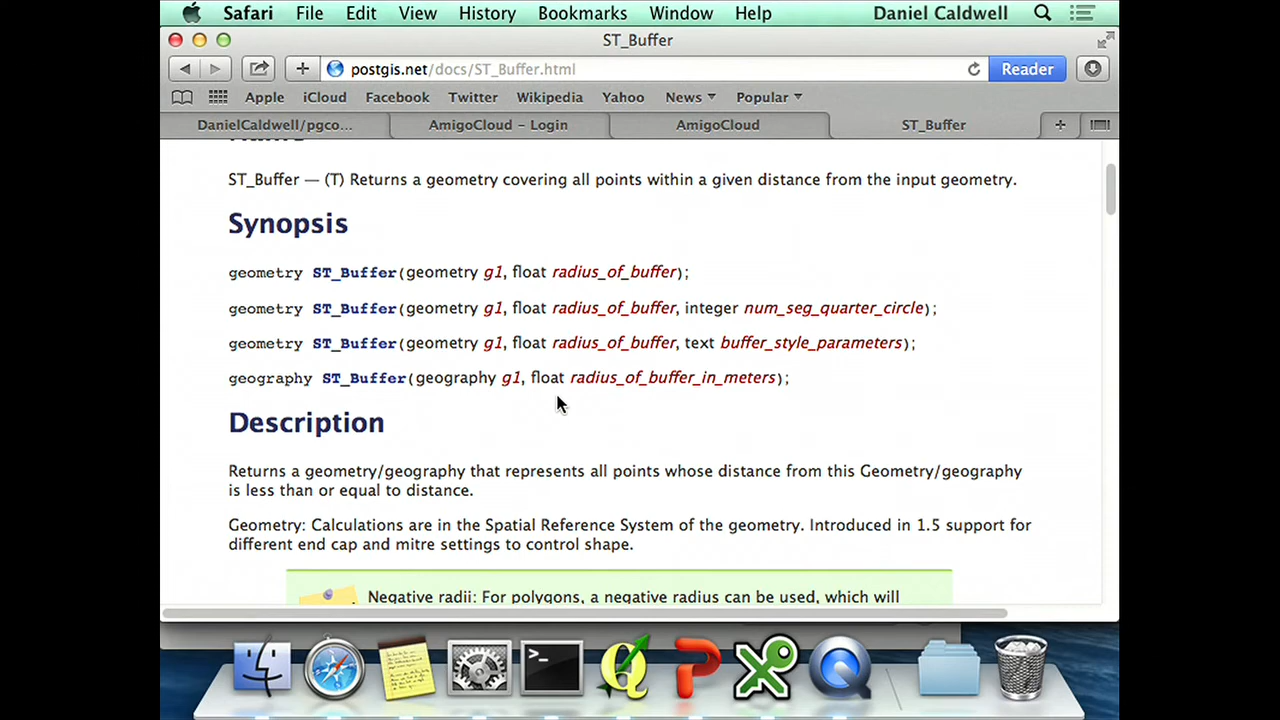 Safari File Edit View History Bookmarks Window Help Daniel Caldwell
ST_Buffer
postgis.net/docs/ST_Buffer.html Reader
Apple iCloud Facebook Twitter Wikipedia Yahoo News Popular
DanielCaldwell/pgco... AmigoCloud – Login AmigoCloud ST_Buffer
ST_Buffer — (T) Returns a geometry covering all points within a given distance from the input geometry.
Synopsis
geometry ST_Buffer(geometry g1, float radius_of_buffer);
geometry ST_Buffer(geometry g1, float radius_of_buffer, integer num_seg_quarter_circle);
geometry ST_Buffer(geometry g1, float radius_of_buffer, text buffer_style_parameters);
geography ST_Buffer(geography g1, float radius_of_buffer_in_meters);
Description
Returns a geometry/geography that represents all points whose distance from this Geometry/geography
is less than or equal to distance.
Geometry: Calculations are in the Spatial Reference System of the geometry. Introduced in 1.5 support for
different end cap and mitre settings to control shape.
Negative radii: For polygons, a negative radius can be used, which will